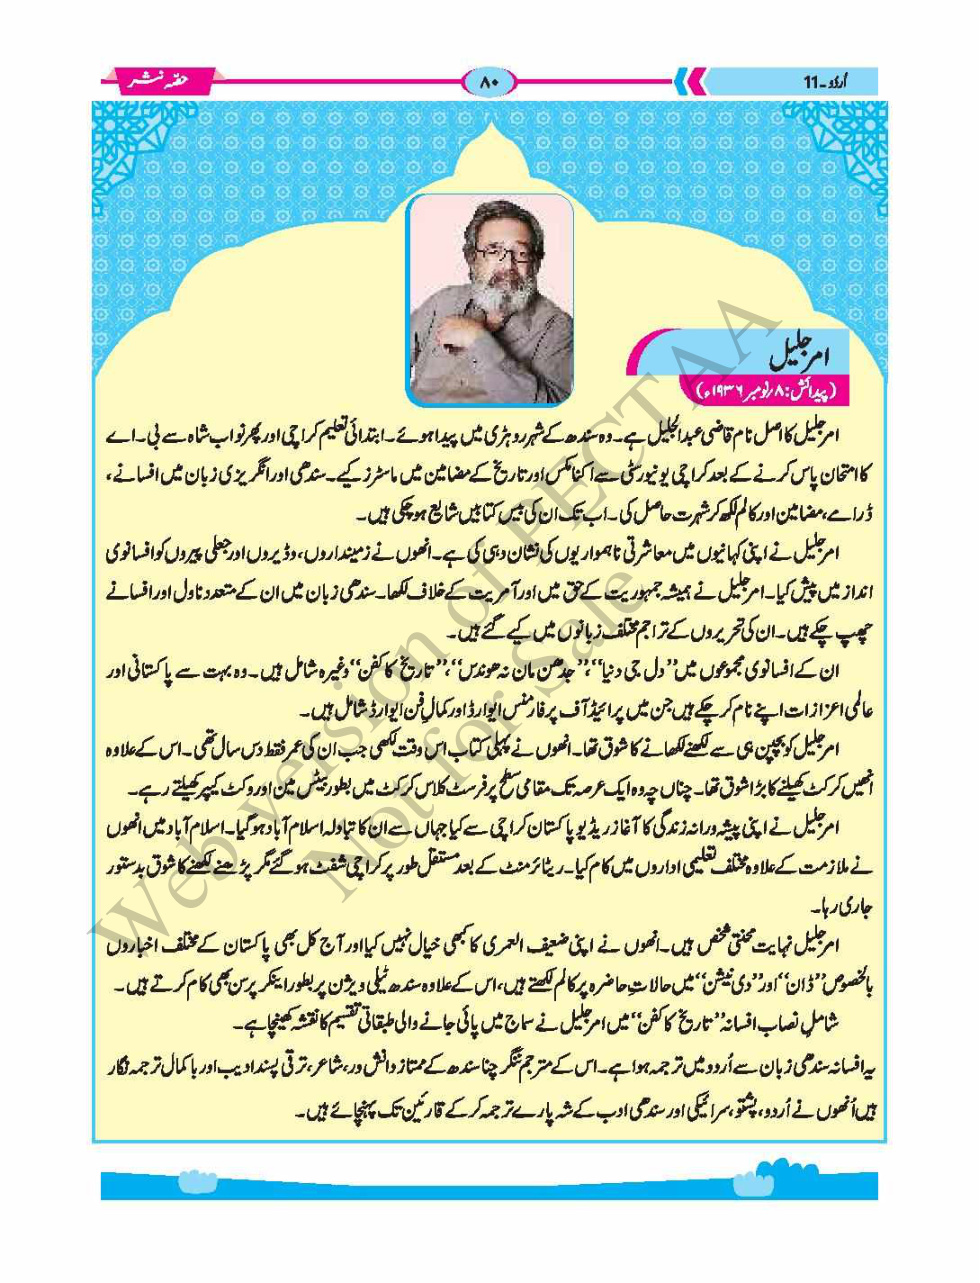 اُردُو۔11
۸۰
حصّہ نثر
امر جلیل
(پیدائش: ۸/نومبر ۱۹۳۶ء)
امر جلیل کا اصل نام قاضی عبدالجلیل ہے۔ وہ سندھ کے شہر روہڑی میں پیدا ہوئے۔ ابتدائی تعلیم کراچی اور پھر نواب شاہ سے بی۔اے
کا امتحان پاس کرنے کے بعد کراچی یونیورسٹی سے اکنامکس اور تاریخ کے مضامین میں ماسٹرز کیے۔ سندھی اور انگریزی زبان میں افسانے،
ڈرامے، مضامین اور کالم لکھ کر شہرت حاصل کی۔ اب تک ان کی بیس کتابیں شایع ہوچکی ہیں۔
امر جلیل نے اپنی کہانیوں میں معاشرتی ناہمواریوں کی نشان دہی کی ہے۔ انھوں نے زمینداروں، وڈیروں اور جعلی پیروں کو افسانوی
انداز میں پیش کیا۔ امر جلیل نے ہمیشہ جمہوریت کے حق میں اور آمریت کے خلاف لکھا۔ سندھی زبان میں ان کے متعدد ناول اور افسانے
چھپ چکے ہیں۔ ان کی تحریروں کے تراجم مختلف زبانوں میں کیے گئے ہیں۔
ان کے افسانوی مجموعوں میں ’’دل جی دنیا‘‘، ’’جڈھن مان نہ ھوندس‘‘، ’’تاریخ کا کفن‘‘ وغیرہ شامل ہیں۔ وہ بہت سے پاکستانی اور
عالمی اعزازات اپنے نام کرچکے ہیں جن میں پرائیڈ آف پرفارمنس ایوارڈ اور کمالِ فن ایوارڈ شامل ہیں۔
امر جلیل کو بچپن ہی سے لکھنے لکھانے کا شوق تھا۔ انھوں نے پہلی کتاب اس وقت لکھی جب ان کی عمر فقط دس سال تھی۔ اس کے علاوہ
انھیں کرکٹ کھیلنے کا بڑا شوق تھا۔ چناں چہ وہ ایک عرصہ تک مقامی سطح پر فرسٹ کلاس کرکٹ میں بطور بیٹس مین اور وکٹ کیپر کھیلتے رہے۔
امر جلیل نے اپنی پیشہ ورانہ زندگی کا آغاز ریڈیو پاکستان کراچی سے کیا جہاں سے ان کا تبادلہ اسلام آباد ہوگیا۔ اسلام آباد میں انھوں
نے ملازمت کے علاوہ مختلف تعلیمی اداروں میں کام کیا۔ ریٹائرمنٹ کے بعد مستقل طور پر کراچی شفٹ ہو گئے مگر پڑھنے لکھنے کا شوق بدستور
جاری رہا۔
امر جلیل نہایت محنتی شخص ہیں۔ انھوں نے اپنی ضعیف العمری کا کبھی خیال نہیں کیا اور آج کل بھی پاکستان کے مختلف اخباروں
بالخصوص ’’ڈان‘‘ اور ’’دی نیشن‘‘ میں حالاتِ حاضرہ پر کالم لکھتے ہیں، اس کے علاوہ سندھ ٹیلی ویژن پر بطور اینکر پرسن بھی کام کرتے ہیں۔
شاملِ نصاب افسانہ ’’تاریخ کا کفن‘‘ میں امر جلیل نے سماج میں پائی جانے والی طبقاتی تقسیم کا نقشہ کھینچا ہے۔
یہ افسانہ سندھی زبان سے اُردو میں ترجمہ ہوا ہے۔ اس کے مترجم ننگر چنا سندھ کے ممتاز دانش ور، شاعر، ترقی پسند ادیب اور باکمال ترجمہ نگار
ہیں اُنھوں نے اُردو، پشتو، سرائیکی اور سندھی ادب کے شہ پارے ترجمہ کر کے قارئین تک پہنچائے ہیں۔
Web version of PECTAA
Not for Sale